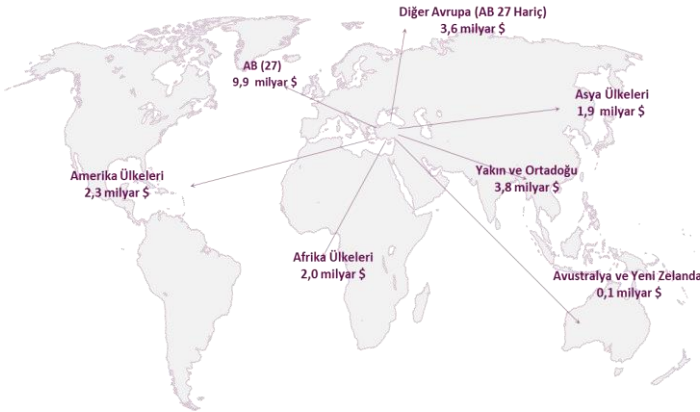 Diğer Avrupa (AB 27 Hariç)
3,6 milyar $
AB (27)
9,9 milyar $
Asya Ülkeleri
1,9 milyar $
Amerika Ülkeleri
2,3 milyar $
Yakın ve Ortadoğu
3,8 milyar $
Afrika Ülkeleri
2,0 milyar $
Avustralya ve Yeni Zelanda
0,1 milyar $